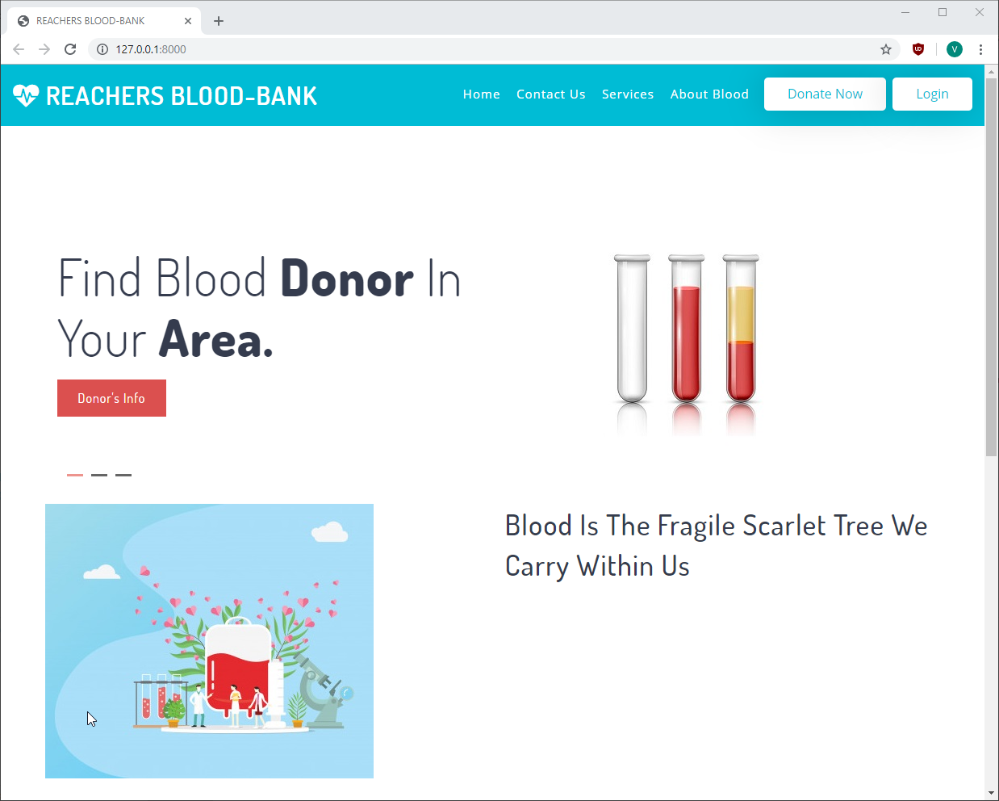 REACHERS BLOOD-BANK
127.0.0.1:8000
V
REACHERS BLOOD-BANK
Home
Contact Us
Services
About Blood
Donate Now
Login
Find Blood Donor In
Your Area.
Donor's Info
Blood Is The Fragile Scarlet Tree We
Carry Within Us